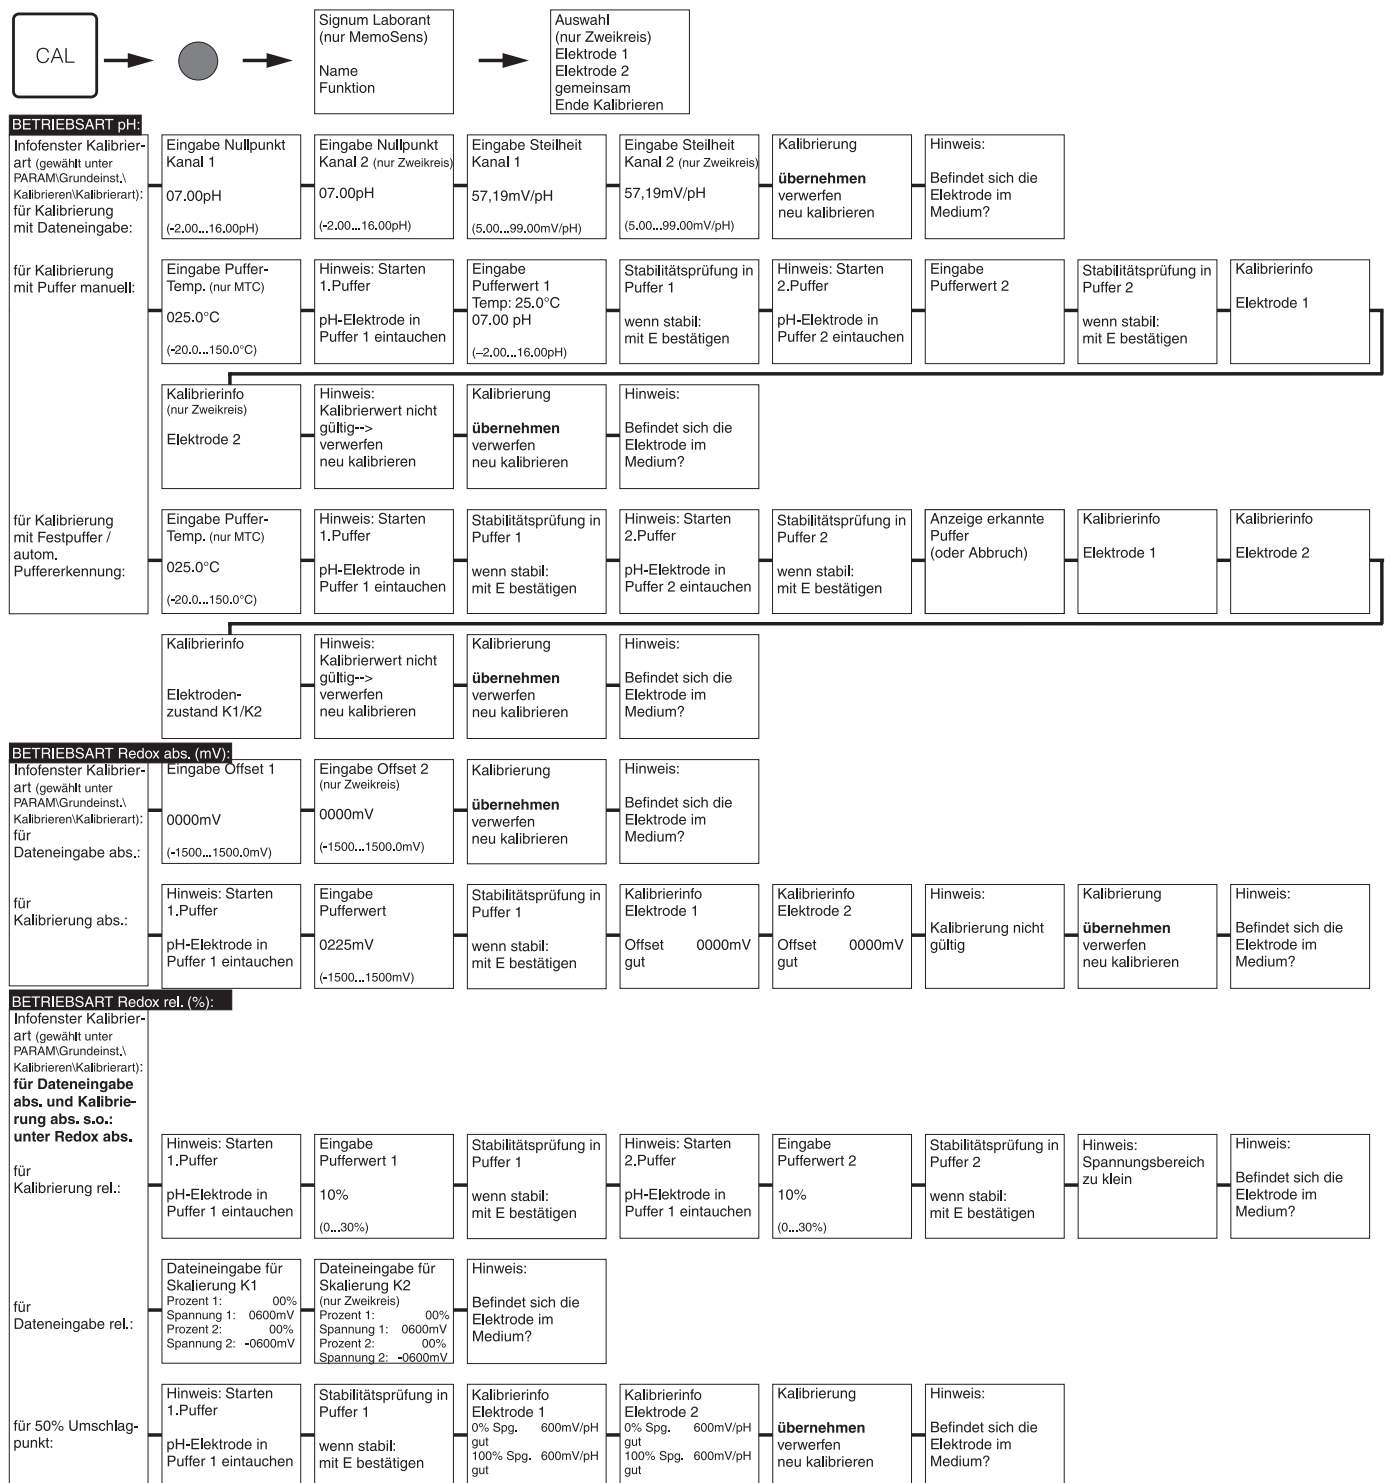 CAL
Signum Laborant
(nur MemoSens)
Name
Funktion
Auswahl
(nur Zweikreis)
Elektrode 1
Elektrode 2
gemeinsam
Ende Kalibrieren
BETRIEBSART pH:
Infofenster Kalibrier-
art (gewählt unter
PARAM\Grundeinst.\
Kalibrieren\Kalibrierart):
für Kalibrierung
mit Dateneingabe:
Eingabe Nullpunkt
Kanal 1
07.00pH
(-2.00...16.00pH)
Eingabe Nullpunkt
Kanal 2 (nur Zweikreis)
07.00pH
(-2.00...16.00pH)
Eingabe Steilheit
Kanal 1
57,19mV/pH
(5.00...99.00mV/pH)
Eingabe Steilheit
Kanal 2 (nur Zweikreis)
57,19mV/pH
(5.00...99.00mV/pH)
Kalibrierung
übernehmen
verwerfen
neu kalibrieren
Hinweis:
Befindet sich die
Elektrode im
Medium?
für Kalibrierung
mit Puffer manuell:
Eingabe Puffer-
Temp. (nur MTC)
025.0°C
(-20.0...150.0°C)
Hinweis: Starten
1.Puffer
pH-Elektrode in
Puffer 1 eintauchen
Eingabe
Pufferwert 1
Temp: 25.0°C
07.00 pH
(–2.00...16.00pH)
Stabilitätsprüfung in
Puffer 1
wenn stabil:
mit E bestätigen
Hinweis: Starten
2.Puffer
pH-Elektrode in
Puffer 2 eintauchen
Eingabe
Pufferwert 2
Stabilitätsprüfung in
Puffer 2
wenn stabil:
mit E bestätigen
Kalibrierinfo
Elektrode 1
Kalibrierinfo
(nur Zweikreis)
Elektrode 2
Hinweis:
Kalibrierwert nicht
gültig-->
verwerfen
neu kalibrieren
Kalibrierung
übernehmen
verwerfen
neu kalibrieren
Hinweis:
Befindet sich die
Elektrode im
Medium?
für Kalibrierung
mit Festpuffer /
autom.
Puffererkennung:
Eingabe Puffer-
Temp. (nur MTC)
025.0°C
(-20.0...150.0°C)
Hinweis: Starten
1.Puffer
pH-Elektrode in
Puffer 1 eintauchen
Stabilitätsprüfung in
Puffer 1
wenn stabil:
mit E bestätigen
Hinweis: Starten
2.Puffer
pH-Elektrode in
Puffer 2 eintauchen
Stabilitätsprüfung in
Puffer 2
wenn stabil:
mit E bestätigen
Anzeige erkannte
Puffer
(oder Abbruch)
Kalibrierinfo
Elektrode 1
Kalibrierinfo
Elektrode 2
Kalibrierinfo
Elektroden-
zustand K1/K2
Hinweis:
Kalibrierwert nicht
gültig-->
verwerfen
neu kalibrieren
Kalibrierung
übernehmen
verwerfen
neu kalibrieren
Hinweis:
Befindet sich die
Elektrode im
Medium?
BETRIEBSART Redox abs. (mV):
Infofenster Kalibrier-
art (gewählt unter
PARAM\Grundeinst.\
Kalibrieren\Kalibrierart):
für
Dateneingabe abs.:
Eingabe Offset 1
0000mV
(-1500...1500.0mV)
Eingabe Offset 2
(nur Zweikreis)
0000mV
(-1500...1500.0mV)
Kalibrierung
übernehmen
verwerfen
neu kalibrieren
Hinweis:
Befindet sich die
Elektrode im
Medium?
für
Kalibrierung abs.:
Hinweis: Starten
1.Puffer
pH-Elektrode in
Puffer 1 eintauchen
Eingabe
Pufferwert
0225mV
(-1500...1500mV)
Stabilitätsprüfung in
Puffer 1
wenn stabil:
mit E bestätigen
Kalibrierinfo
Elektrode 1
Offset 0000mV
gut
Kalibrierinfo
Elektrode 2
Offset 0000mV
gut
Hinweis:
Kalibrierung nicht
gültig
Kalibrierung
übernehmen
verwerfen
neu kalibrieren
Hinweis:
Befindet sich die
Elektrode im
Medium?
BETRIEBSART Redox rel. (%):
Infofenster Kalibrier-
art (gewählt unter
PARAM\Grundeinst.\
Kalibrieren\Kalibrierart):
für Dateneingabe
abs. und Kalibrie-
rung abs. s.o.:
unter Redox abs.
für
Kalibrierung rel.:
Hinweis: Starten
1.Puffer
pH-Elektrode in
Puffer 1 eintauchen
Eingabe
Pufferwert 1
10%
(0...30%)
Stabilitätsprüfung in
Puffer 1
wenn stabil:
mit E bestätigen
Hinweis: Starten
2.Puffer
pH-Elektrode in
Puffer 1 eintauchen
Eingabe
Pufferwert 2
10%
(0...30%)
Stabilitätsprüfung in
Puffer 2
wenn stabil:
mit E bestätigen
Hinweis:
Spannungsbereich
zu klein
Hinweis:
Befindet sich die
Elektrode im
Medium?
für
Dateneingabe rel.:
Dateineingabe für
Skalierung K1
Prozent 1: 00%
Spannung 1: 0600mV
Prozent 2: 00%
Spannung 2: -0600mV
Dateineingabe für
Skalierung K2
(nur Zweikreis)
Prozent 1: 00%
Spannung 1: 0600mV
Prozent 2: 00%
Spannung 2: -0600mV
Hinweis:
Befindet sich die
Elektrode im
Medium?
für 50% Umschlag-
punkt:
Hinweis: Starten
1.Puffer
pH-Elektrode in
Puffer 1 eintauchen
Stabilitätsprüfung in
Puffer 1
wenn stabil:
mit E bestätigen
Kalibrierinfo
Elektrode 1
0% Spg. 600mV/pH
gut
100% Spg. 600mV/pH
gut
Kalibrierinfo
Elektrode 2
0% Spg. 600mV/pH
gut
100% Spg. 600mV/pH
gut
Kalibrierung
übernehmen
verwerfen
neu kalibrieren
Hinweis:
Befindet sich die
Elektrode im
Medium?